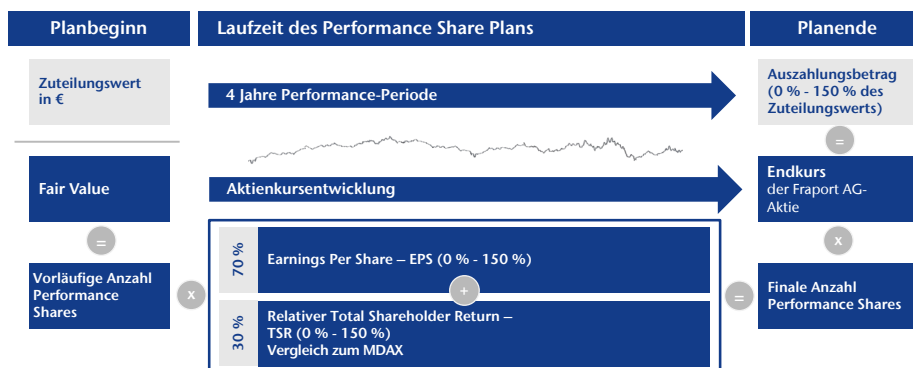 Planbeginn
Laufzeit des Performance Share Plans
Planende
Zuteilungswert
in €
4 Jahre Performance-Periode
Auszahlungsbetrag
(0 % - 150 % des
Zuteilungswerts)
=
Fair Value
Aktienkursentwicklung
Endkurs
der Fraport AG-
Aktie
=
x
70 %
Earnings Per Share – EPS (0 % - 150 %)
Vorläufige Anzahl
Performance
Shares
x
+
=
Finale Anzahl
Performance Shares
30 %
Relativer Total Shareholder Return –
TSR (0 % - 150 %)
Vergleich zum MDAX